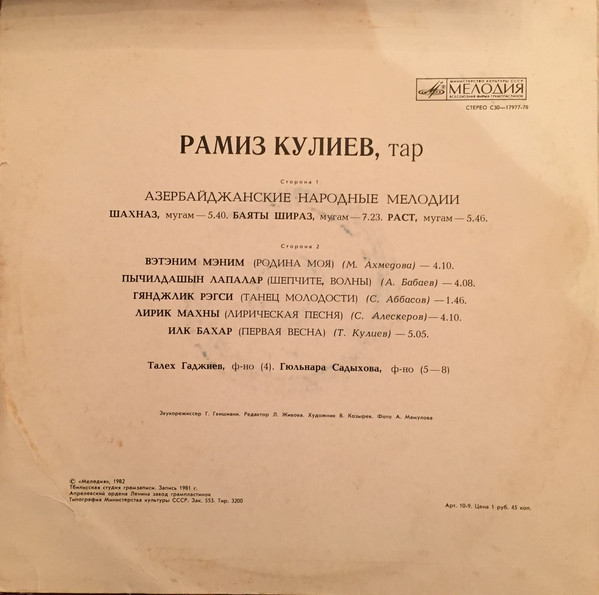 МИНИСТЕРСТВО КУЛЬТУРЫ СССР
МЕЛОДИЯ
ВСЕСОЮЗНАЯ ФИРМА ГРАМПЛАСТИНОК
СТЕРЕО С30—17977-78
РАМИЗ КУЛИЕВ, тар
Сторона 1
АЗЕРБАЙДЖАНСКИЕ НАРОДНЫЕ МЕЛОДИИ
ШАХНАЗ, мугам — 5.40. БАЯТЫ ШИРАЗ, мугам — 7.23. РАСТ, мугам — 5.46.
Сторона 2
ВЭТЭНИМ МЭНИМ (РОДИНА МОЯ) (М. Ахмедова) — 4.10.
ПЫЧИЛДАШЫН ЛАПАЛАР (ШЕПЧИТЕ, ВОЛНЫ) (А. Бабаев) — 4.08.
ГЯНДЖЛИК РЭГСИ (ТАНЕЦ МОЛОДОСТИ) (С. Аббасов) — 1.46.
ЛИРИК МАХНЫ (ЛИРИЧЕСКАЯ ПЕСНЯ) (С. Алескеров) — 4.10.
ИЛК БАХАР (ПЕРВАЯ ВЕСНА) (Т. Кулиев) — 5.05.
Талех Гаджиев, ф-но (4). Гюльнара Садыхова, ф-но (5—8)
Звукорежиссер Г. Гвишиани. Редактор Л. Живова. Художник В. Козырев. Фото А. Мамулова
© «Мелодия», 1982
Тбилисская студия грамзаписи. Запись 1981 г.
Апрелевский ордена Ленина завод грампластинок
Типография Министерства культуры СССР. Зак. 553. Тир. 3200
Арт. 10-9. Цена 1 руб. 45 коп.